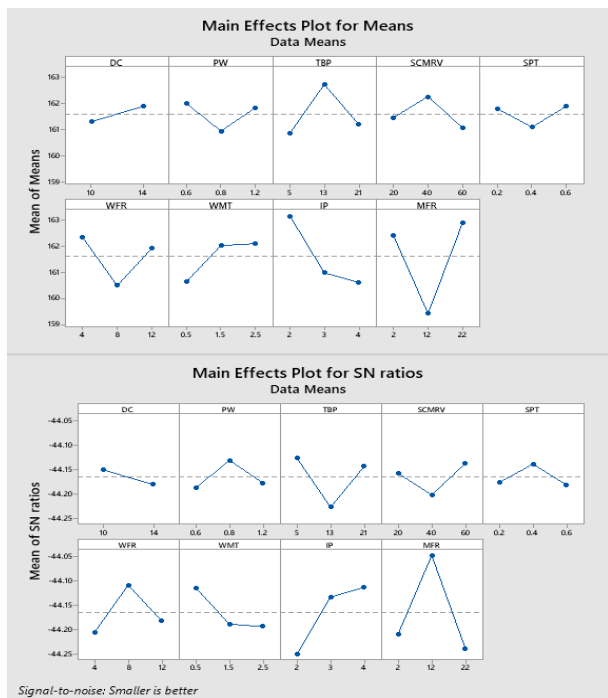 Main Effects Plot for Means
Data Means
DC PW TBP SCMRV SPT
163
162
161
160
159
10 14 0.6 0.8 1.2 5 13 21 20 40 60 0.2 0.4 0.6
WFR WMT IP MFR
163
162
161
160
159
4 8 12 0.5 1.5 2.5 2 3 4 2 12 22
Mean of Means
Main Effects Plot for SN ratios
Data Means
DC PW TBP SCMRV SPT
-44.05
-44.10
-44.15
-44.20
-44.25
10 14 0.6 0.8 1.2 5 13 21 20 40 60 0.2 0.4 0.6
WFR WMT IP MFR
-44.05
-44.10
-44.15
-44.20
-44.25
4 8 12 0.5 1.5 2.5 2 3 4 2 12 22
Mean of SN ratios
Signal-to-noise: Smaller is better